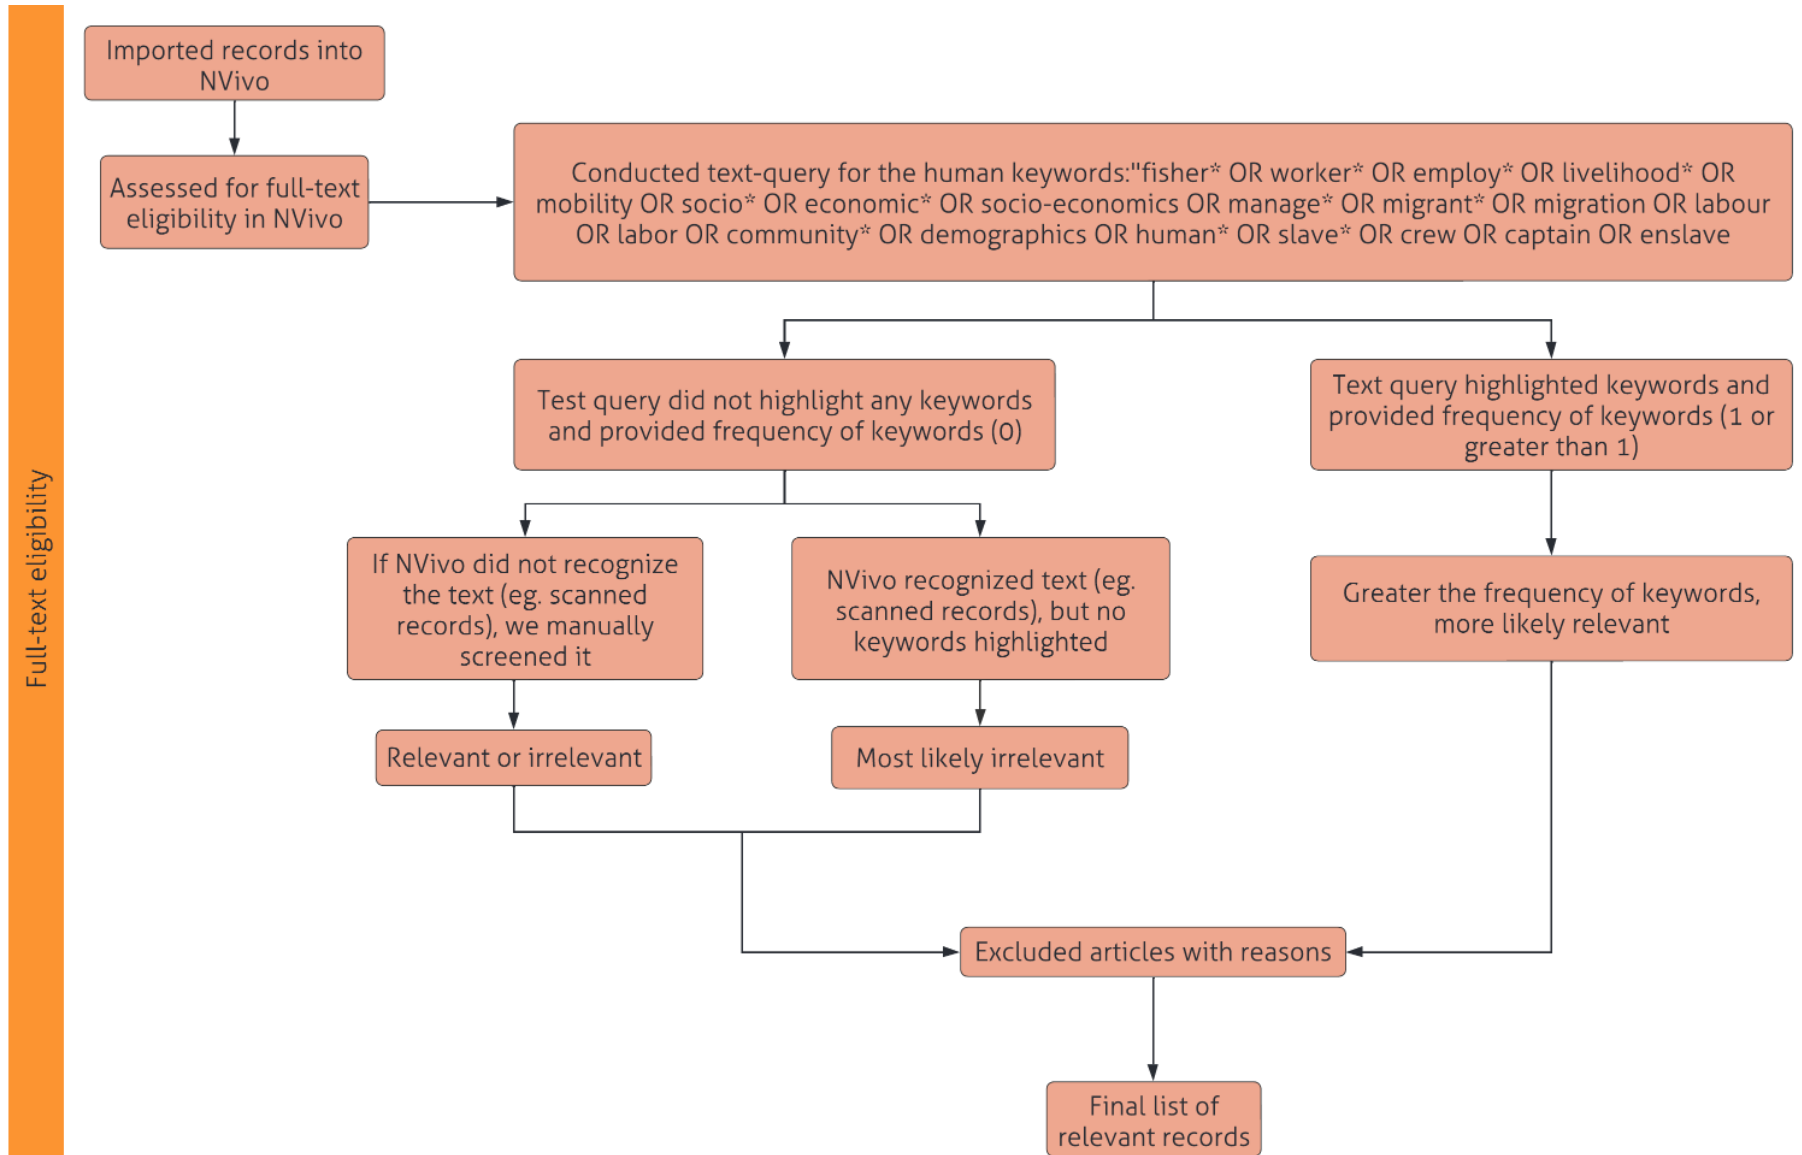 Full-text eligibility
Imported records into
NVivo
Assessed for full-text
eligibility in NVivo
Conducted text-query for the human keywords:"fisher* OR worker* OR employ* OR livelihood* OR
mobility OR socio* OR economic* OR socio-economics OR manage* OR migrant* OR migration OR labour
OR labor OR community* OR demographics OR human* OR slave* OR crew OR captain OR enslave
Test query did not highlight any keywords
and provided frequency of keywords (0)
Text query highlighted keywords and
provided frequency of keywords (1 or
greater than 1)
If NVivo did not recognize
the text (eg. scanned
records), we manually
screened it
NVivo recognized text (eg.
scanned records), but no
keywords highlighted
Greater the frequency of keywords,
more likely relevant
Relevant or irrelevant
Most likely irrelevant
Excluded articles with reasons
Final list of
relevant records